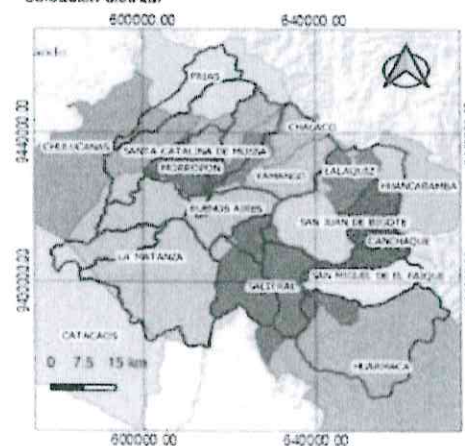 600000.00 640000.00
FRIAS
9440000.00
CHULUCANAS
CHALACO
SANTA CATALINA DE MOSSA
MORROPON
YAMANGO
LALAQUIZ
HUANCABAMBA
BUENOS AIRES
SAN JUAN DE BIGOTE
CANCHAQUE
LA MATANZA
SAN MIGUEL DE EL FAIQUE
9400000.00
SALITRAL
CATACAOS
HUARMACA
0 7.5 15 km
600000.00 640000.00